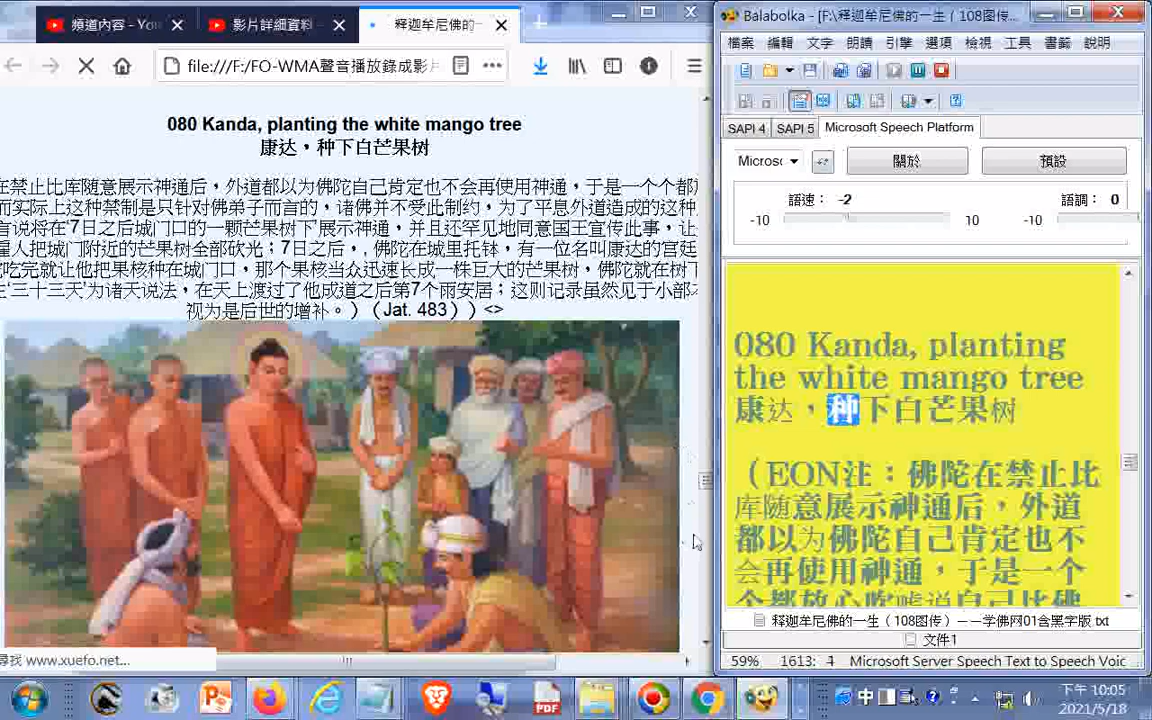 頻道內容 - You
影片詳細資料 -
释迦牟尼佛的一
file:///F:/FO-WMA聲音播放錄成影片
080 Kanda, planting the white mango tree
康达，种下白芒果树
在禁止比库随意展示神通后，外道都以为佛陀自己肯定也不会再使用神通，于是一个个都
而实际上这种禁制是只针对佛弟子而言的，诸佛并不受此制约，为了平息外道造成的这种
言说将在'7日之后城门口的一颗芒果树下'展示神通，并且还罕见地同意国王宣传此事，让
量人把城门附近的芒果树全部砍光；7日之后，, 佛陀在城里托钵，有一位名叫康达的宫廷
吃完就让他把果核种在城门口，那个果核当众迅速长成一株巨大的芒果树，佛陀就在树下
'三十三天'为诸天说法，在天上渡过了他成道之后第7个雨安居；这则记录虽然见于小部
视为是后世的增补。）（Jat. 483））<>
尋找 www.xuefo.net...
Balabolka - [F:\释迦牟尼佛的一生（108图传）
檔案 編輯 文字 朗讀 引擎 選項 檢視 工具 書籤 說明
SAPI 4 SAPI 5 Microsoft Speech Platform
Microsc 關於 預設
語速： -2 語調： 0
-10 10 -10
080 Kanda, planting
the white mango tree
康达，种下白芒果树
（EON注：佛陀在禁止比
库随意展示神通后，外道
都以为佛陀自己肯定也不
会再使用神通，于是一个
个都放心吹嘘说自己比佛
释迦牟尼佛的一生（108图传）——学佛网01含黑字版.txt
文件1
59% 1613: 4 Microsoft Server Speech Text to Speech Voic
中
下午 10:05
2021/5/18